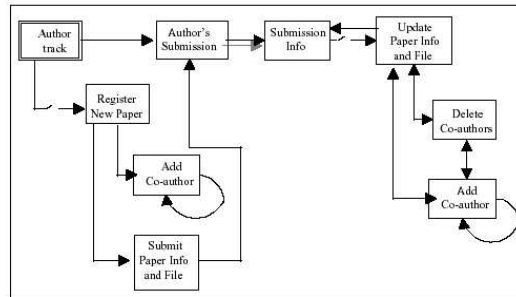 Author
track
Author's
Submission
Submission
Info
Update
Paper Info
and File
Register
New Paper
Delete
Co-authors
Add
Co-author
Add
Co-author
Submit
Paper Info
and File